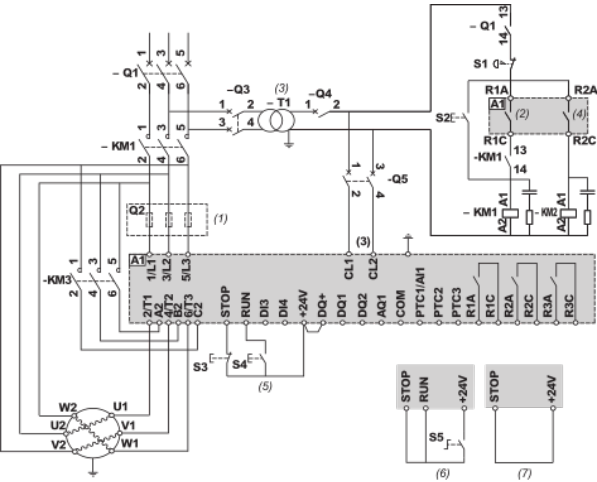 1 3 5
– Q1
2 4 6
–Q3
1 2
3 4
(3)
– T1
–Q4
1 2
– Q1
13
14
S1
R1A R2A
A1
(2)
(4)
S2
R1C R2C
-KM1
13
14
– KM1
A1
A2
– KM2
A1
A2
1 3 5
– KM1
2 4 6
1 3
-Q5
2 4
Q2
(1)
(3)
A1
1/L1 3/L2 5/L3
CL1 CL2
1 3 5
-KM3
2 4 6
2/T1 A2 4/T2 B2 6/T3 C2 STOP RUN DI3 DI4 +24V DQ+ DQ1 DQ2 AQ1 COM PTC1/AI1 PTC2 PTC3 R1A R1C R2A R2C R3A R3C
S3 S4
(5)
W2 U1
U2 V1
V2 W1
STOP RUN +24V
S5
(6)
STOP +24V
(7)